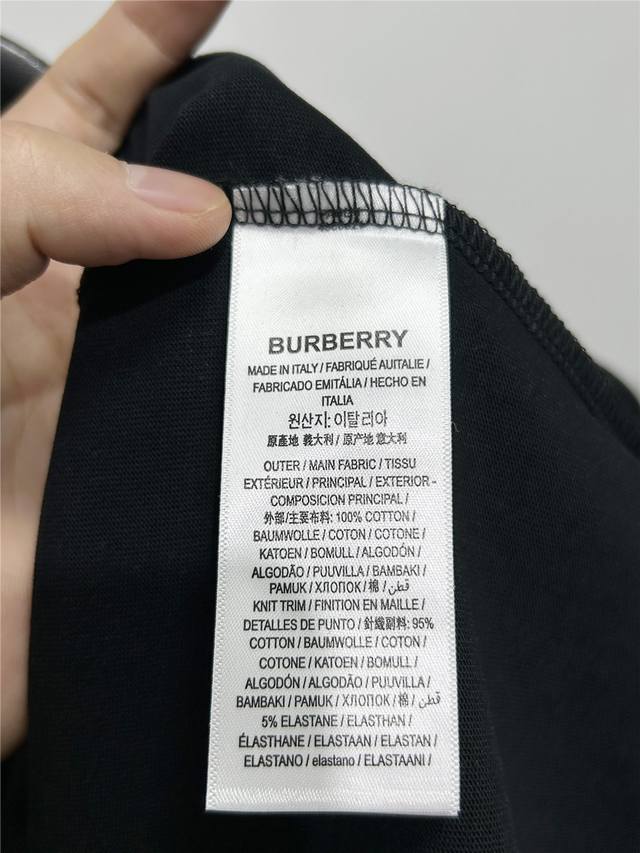 BURBERRY
MADE IN ITALY / FABRIQUÉ AUITALIE /
FABRICADO EMITÁLIA / HECHO EN
ITALIA
원산지: 이탈리아
原產地 義大利 / 原产地 意大利
OUTER / MAIN FABRIC / TISSU
EXTÉRIEUR / PRINCIPAL / EXTERIOR -
COMPOSICION PRINCIPAL /
外部/主要布料: 100% COTTON /
BAUMWOLLE / COTON / COTONE /
KATOEN / BOMULL / ALGODÓN /
ALGODÃO / PUUVILLA / BAMBAKI /
PAMUK / ХЛОПОК / 棉 / قطن /
KNIT TRIM / FINITION EN MAILLE /
DETALLES DE PUNTO / 針織副料: 95%
COTTON / BAUMWOLLE / COTON /
COTONE / KATOEN / BOMULL /
ALGODÓN / ALGODÃO / PUUVILLA /
BAMBAKI / PAMUK / ХЛОПОК / 棉 / قطن /
5% ELASTANE / ELASTHAN /
ÉLASTHANE / ELASTAAN / ELASTAN /
ELASTANO / elastano / ELASTAANI /